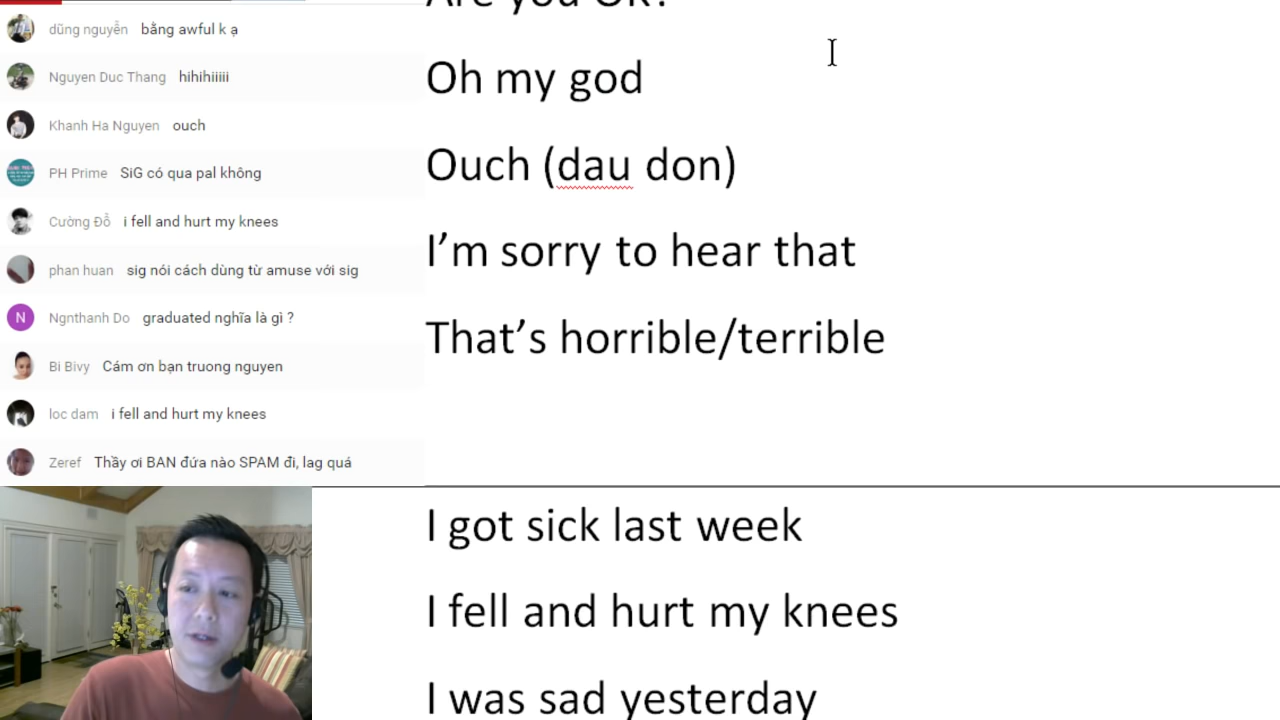 dũng nguyễn bằng awful k ạ
Nguyen Duc Thang hihihiiiii
Khanh Ha Nguyen ouch
PH Prime SiG có qua pal không
Cường Đỗ i fell and hurt my knees
phan huan sig nói cách dùng từ amuse với sig
N Ngnthanh Do graduated nghĩa là gì ?
Bi Bivy Cám ơn bạn truong nguyen
loc dam i fell and hurt my knees
Zeref Thầy ơi BAN đứa nào SPAM đi, lag quá
Are you OK?
Oh my god
Ouch (dau don)
I'm sorry to hear that
That's horrible/terrible
I got sick last week
I fell and hurt my knees
I was sad yesterday